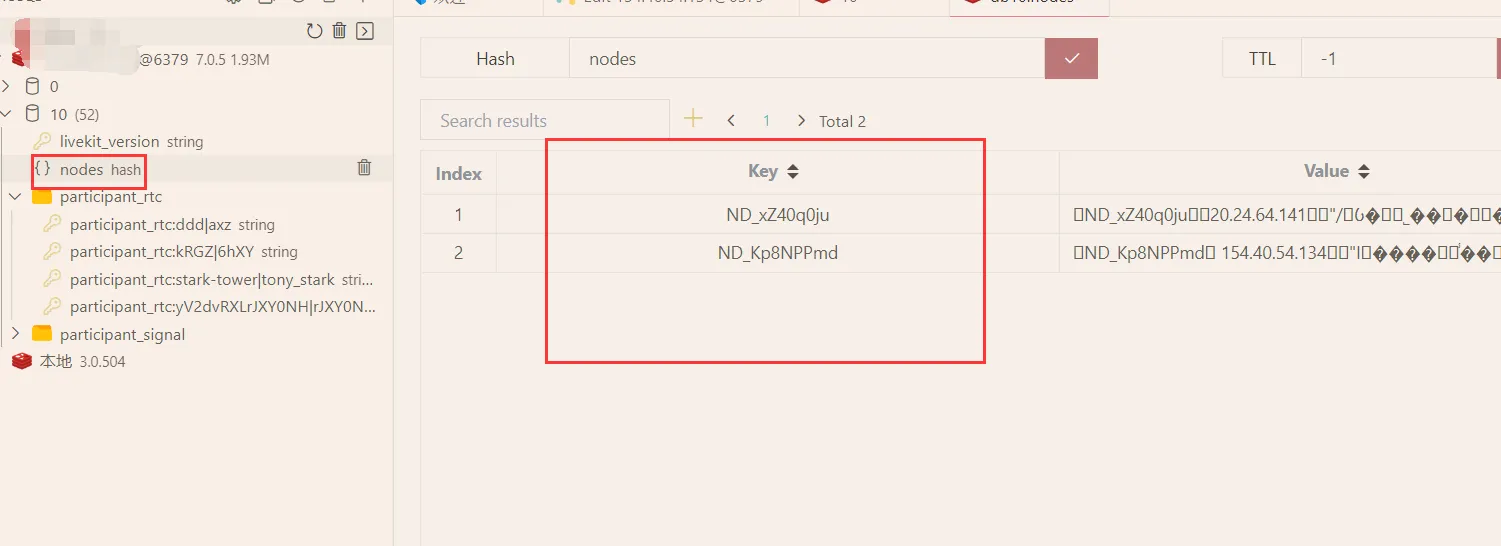 @6379 7.0.5 1.93M
0
10 (52)
livekit_version string
nodes hash
participant_rtc
participant_rtc:ddd|axz string
participant_rtc:kRGZ|6hXY string
participant_rtc:stark-tower|tony_stark stri...
participant_rtc:yV2dvRXLrJXY0NH|rJXY0N...
participant_signal
本地 3.0.504
Hash nodes TTL -1
Search results 1 Total 2
Index Key Value
1 ND_xZ40q0ju ND_xZ40q0ju 20.24.64.141
2 ND_Kp8NPPmd ND_Kp8NPPmd 154.40.54.134